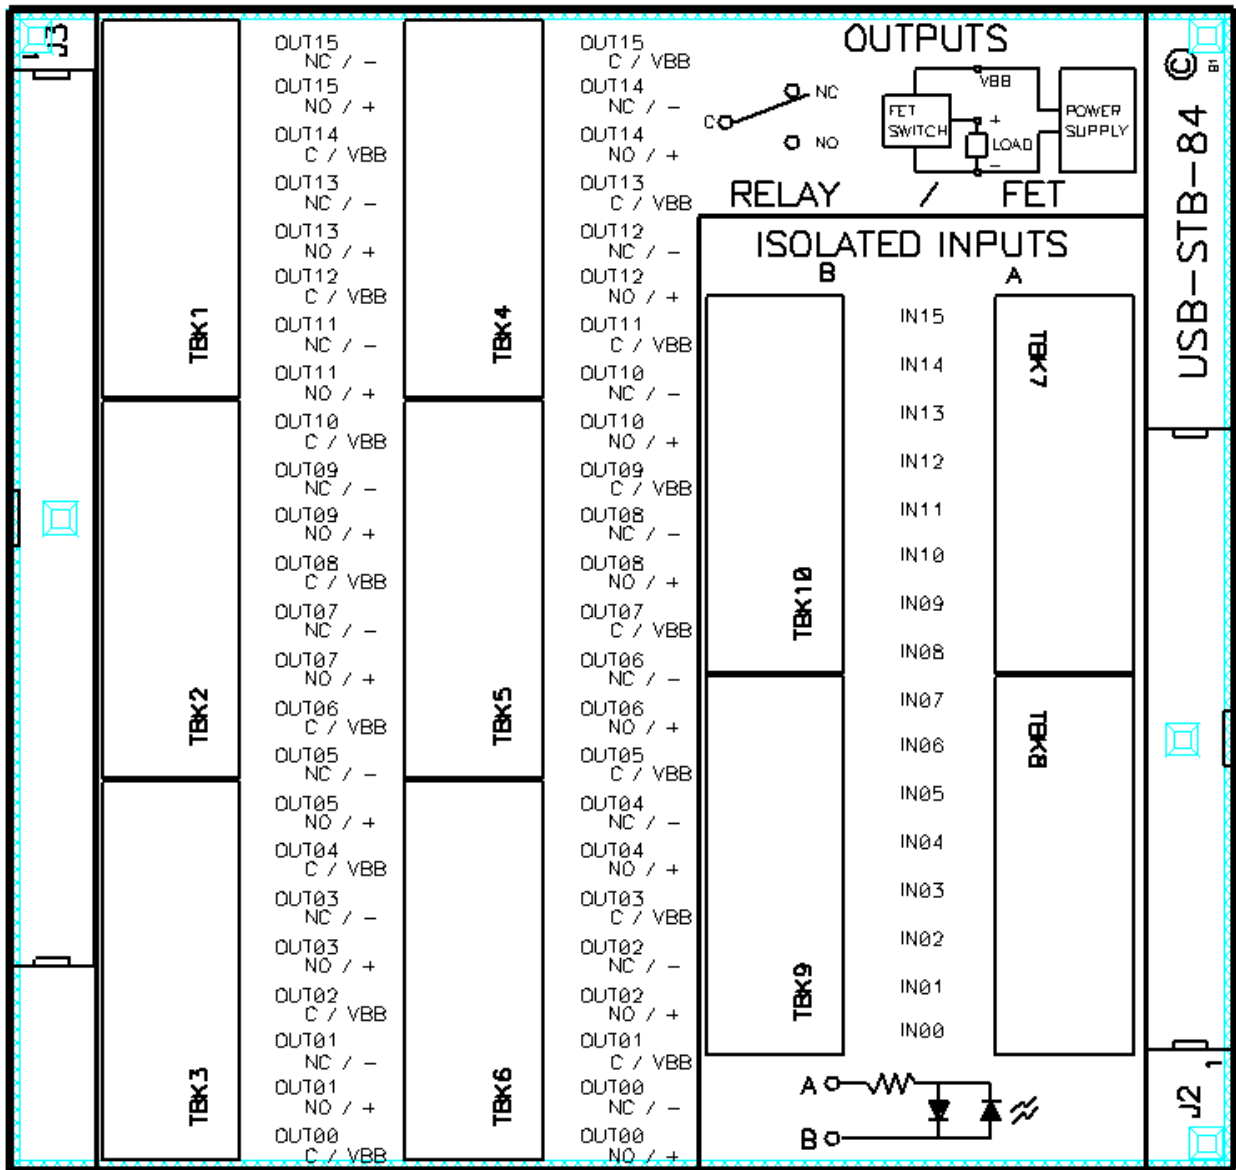 J3
1
TBK1
TBK2
TBK3
OUT15
NC / -
OUT15
NO / +
OUT14
C / VBB
OUT13
NC / -
OUT13
NO / +
OUT12
C / VBB
OUT11
NC / -
OUT11
NO / +
OUT10
C / VBB
OUT09
NC / -
OUT09
NO / +
OUT08
C / VBB
OUT07
NC / -
OUT07
NO / +
OUT06
C / VBB
OUT05
NC / -
OUT05
NO / +
OUT04
C / VBB
OUT03
NC / -
OUT03
NO / +
OUT02
C / VBB
OUT01
NC / -
OUT01
NO / +
OUT00
C / VBB
TBK4
TBK5
TBK6
OUT15
C / VBB
OUT14
NC / -
OUT14
NO / +
OUT13
C / VBB
OUT12
NC / -
OUT12
NO / +
OUT11
C / VBB
OUT10
NC / -
OUT10
NO / +
OUT09
C / VBB
OUT08
NC / -
OUT08
NO / +
OUT07
C / VBB
OUT06
NC / -
OUT06
NO / +
OUT05
C / VBB
OUT04
NC / -
OUT04
NO / +
OUT03
C / VBB
OUT02
NC / -
OUT02
NO / +
OUT01
C / VBB
OUT00
NC / -
OUT00
NO / +
OUTPUTS
C
NC
NO
VBB
FET
SWITCH
+
LOAD
-
POWER
SUPPLY
RELAY / FET
ISOLATED INPUTS
B
A
TBK10
TBK9
IN15
IN14
IN13
IN12
IN11
IN10
IN09
IN08
IN07
IN06
IN05
IN04
IN03
IN02
IN01
IN00
TBK7
TBK8
A
B
©
USB-STB-84
J2
1